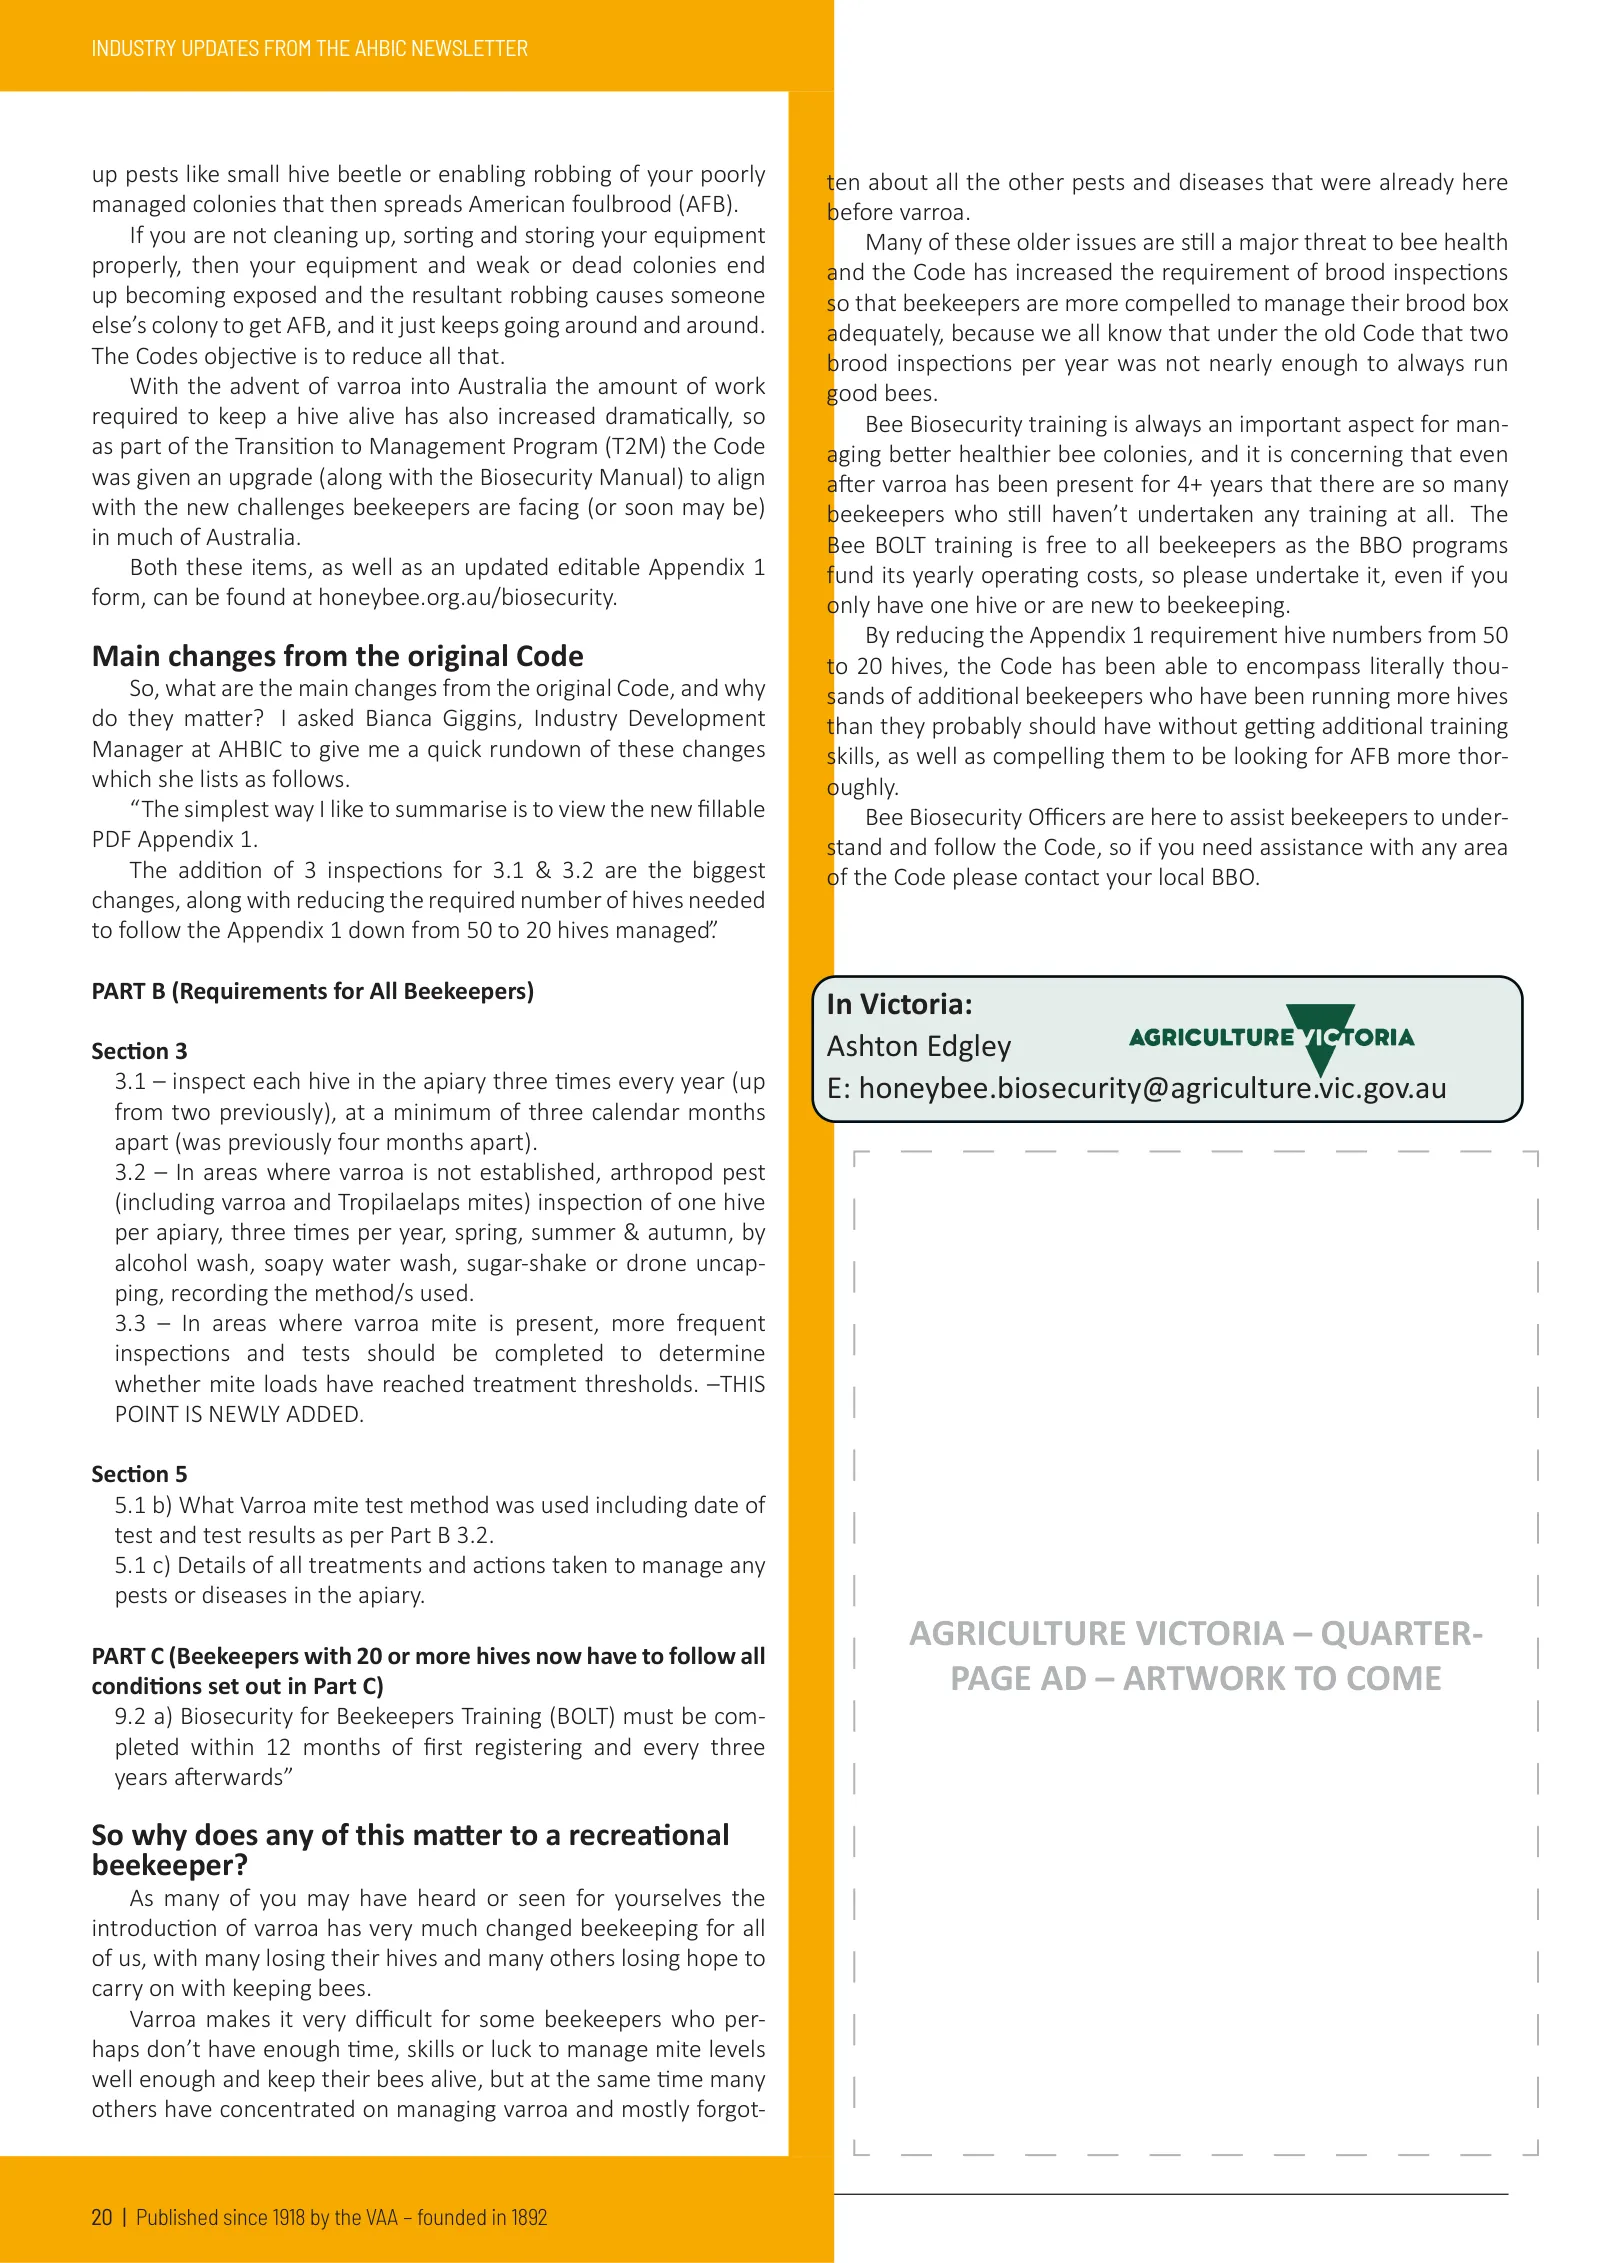 INDUSTRY UPDATES FROM THE AHBIC NEWSLETTER
up pests like small hive beetle or enabling robbing of your poorly
managed colonies that then spreads American foulbrood (AFB).
If you are not cleaning up, sorting and storing your equipment
properly, then your equipment and weak or dead colonies end
up becoming exposed and the resultant robbing causes someone
else’s colony to get AFB, and it just keeps going around and around.
The Codes objective is to reduce all that.
With the advent of varroa into Australia the amount of work
required to keep a hive alive has also increased dramatically, so
as part of the Transition to Management Program (T2M) the Code
was given an upgrade (along with the Biosecurity Manual) to align
with the new challenges beekeepers are facing (or soon may be)
in much of Australia.
Both these items, as well as an updated editable Appendix 1
form, can be found at honeybee.org.au/biosecurity.
Main changes from the original Code
So, what are the main changes from the original Code, and why
do they matter? I asked Bianca Giggins, Industry Development
Manager at AHBIC to give me a quick rundown of these changes
which she lists as follows.
“The simplest way I like to summarise is to view the new fillable
PDF Appendix 1.
The addition of 3 inspections for 3.1 & 3.2 are the biggest
changes, along with reducing the required number of hives needed
to follow the Appendix 1 down from 50 to 20 hives managed”.
PART B (Requirements for All Beekeepers)
Section 3
3.1 – inspect each hive in the apiary three times every year (up
from two previously), at a minimum of three calendar months
apart (was previously four months apart).
3.2 – In areas where varroa is not established, arthropod pest
(including varroa and Tropilaelaps mites) inspection of one hive
per apiary, three times per year, spring, summer & autumn, by
alcohol wash, soapy water wash, sugar-shake or drone uncap-
ping, recording the method/s used.
3.3 – In areas where varroa mite is present, more frequent
inspections and tests should be completed to determine
whether mite loads have reached treatment thresholds. –THIS
POINT IS NEWLY ADDED.
Section 5
5.1 b) What Varroa mite test method was used including date of
test and test results as per Part B 3.2.
5.1 c) Details of all treatments and actions taken to manage any
pests or diseases in the apiary.
PART C (Beekeepers with 20 or more hives now have to follow all
conditions set out in Part C)
9.2 a) Biosecurity for Beekeepers Training (BOLT) must be com-
pleted within 12 months of first registering and every three
years afterwards”
So why does any of this matter to a recreational
beekeeper?
As many of you may have heard or seen for yourselves the
introduction of varroa has very much changed beekeeping for all
of us, with many losing their hives and many others losing hope to
carry on with keeping bees.
Varroa makes it very difficult for some beekeepers who per-
haps don’t have enough time, skills or luck to manage mite levels
well enough and keep their bees alive, but at the same time many
others have concentrated on managing varroa and mostly forgot-
ten about all the other pests and diseases that were already here
before varroa.
Many of these older issues are still a major threat to bee health
and the Code has increased the requirement of brood inspections
so that beekeepers are more compelled to manage their brood box
adequately, because we all know that under the old Code that two
brood inspections per year was not nearly enough to always run
good bees.
Bee Biosecurity training is always an important aspect for man-
aging better healthier bee colonies, and it is concerning that even
after varroa has been present for 4+ years that there are so many
beekeepers who still haven’t undertaken any training at all. The
Bee BOLT training is free to all beekeepers as the BBO programs
fund its yearly operating costs, so please undertake it, even if you
only have one hive or are new to beekeeping.
By reducing the Appendix 1 requirement hive numbers from 50
to 20 hives, the Code has been able to encompass literally thou-
sands of additional beekeepers who have been running more hives
than they probably should have without getting additional training
skills, as well as compelling them to be looking for AFB more thor-
oughly.
Bee Biosecurity Officers are here to assist beekeepers to under-
stand and follow the Code, so if you need assistance with any area
of the Code please contact your local BBO.
In Victoria:
Ashton Edgley
AGRICULTURE VICTORIA
E: honeybee.biosecurity@agriculture.vic.gov.au
AGRICULTURE VICTORIA – QUARTER-
PAGE AD – ARTWORK TO COME
20 | Published since 1918 by the VAA – founded in 1892